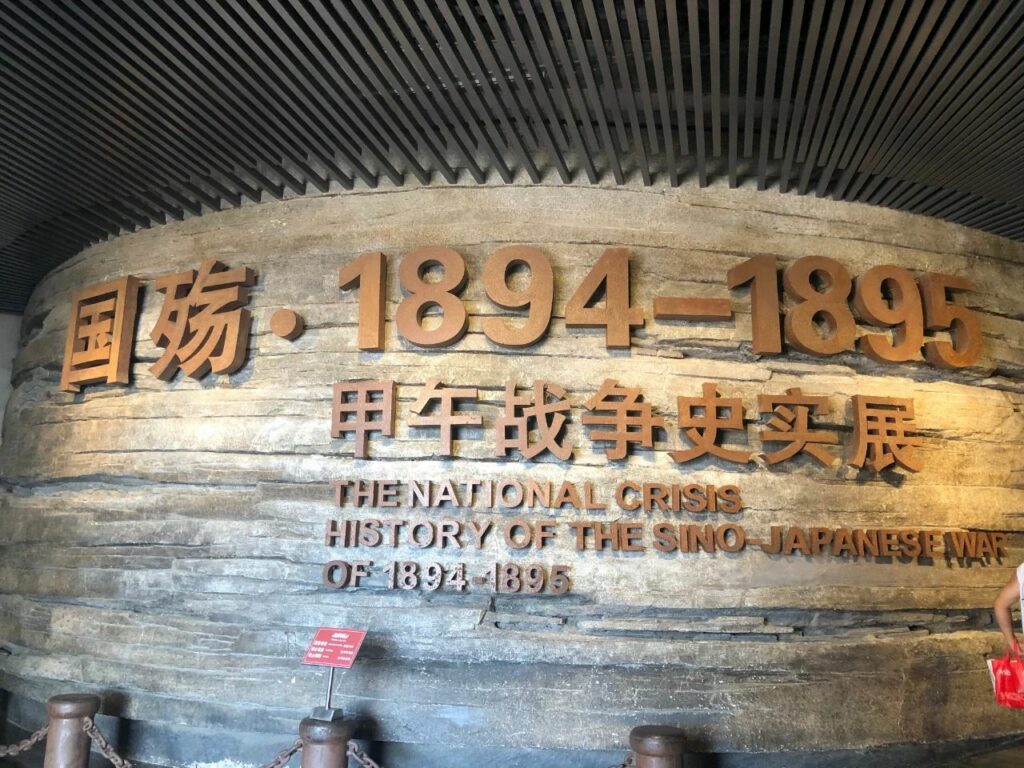 国殇·1894-1895
甲午战争史实展
THE NATIONAL CRISIS
HISTORY OF THE SINO-JAPANESE WAR
OF 1894-1895